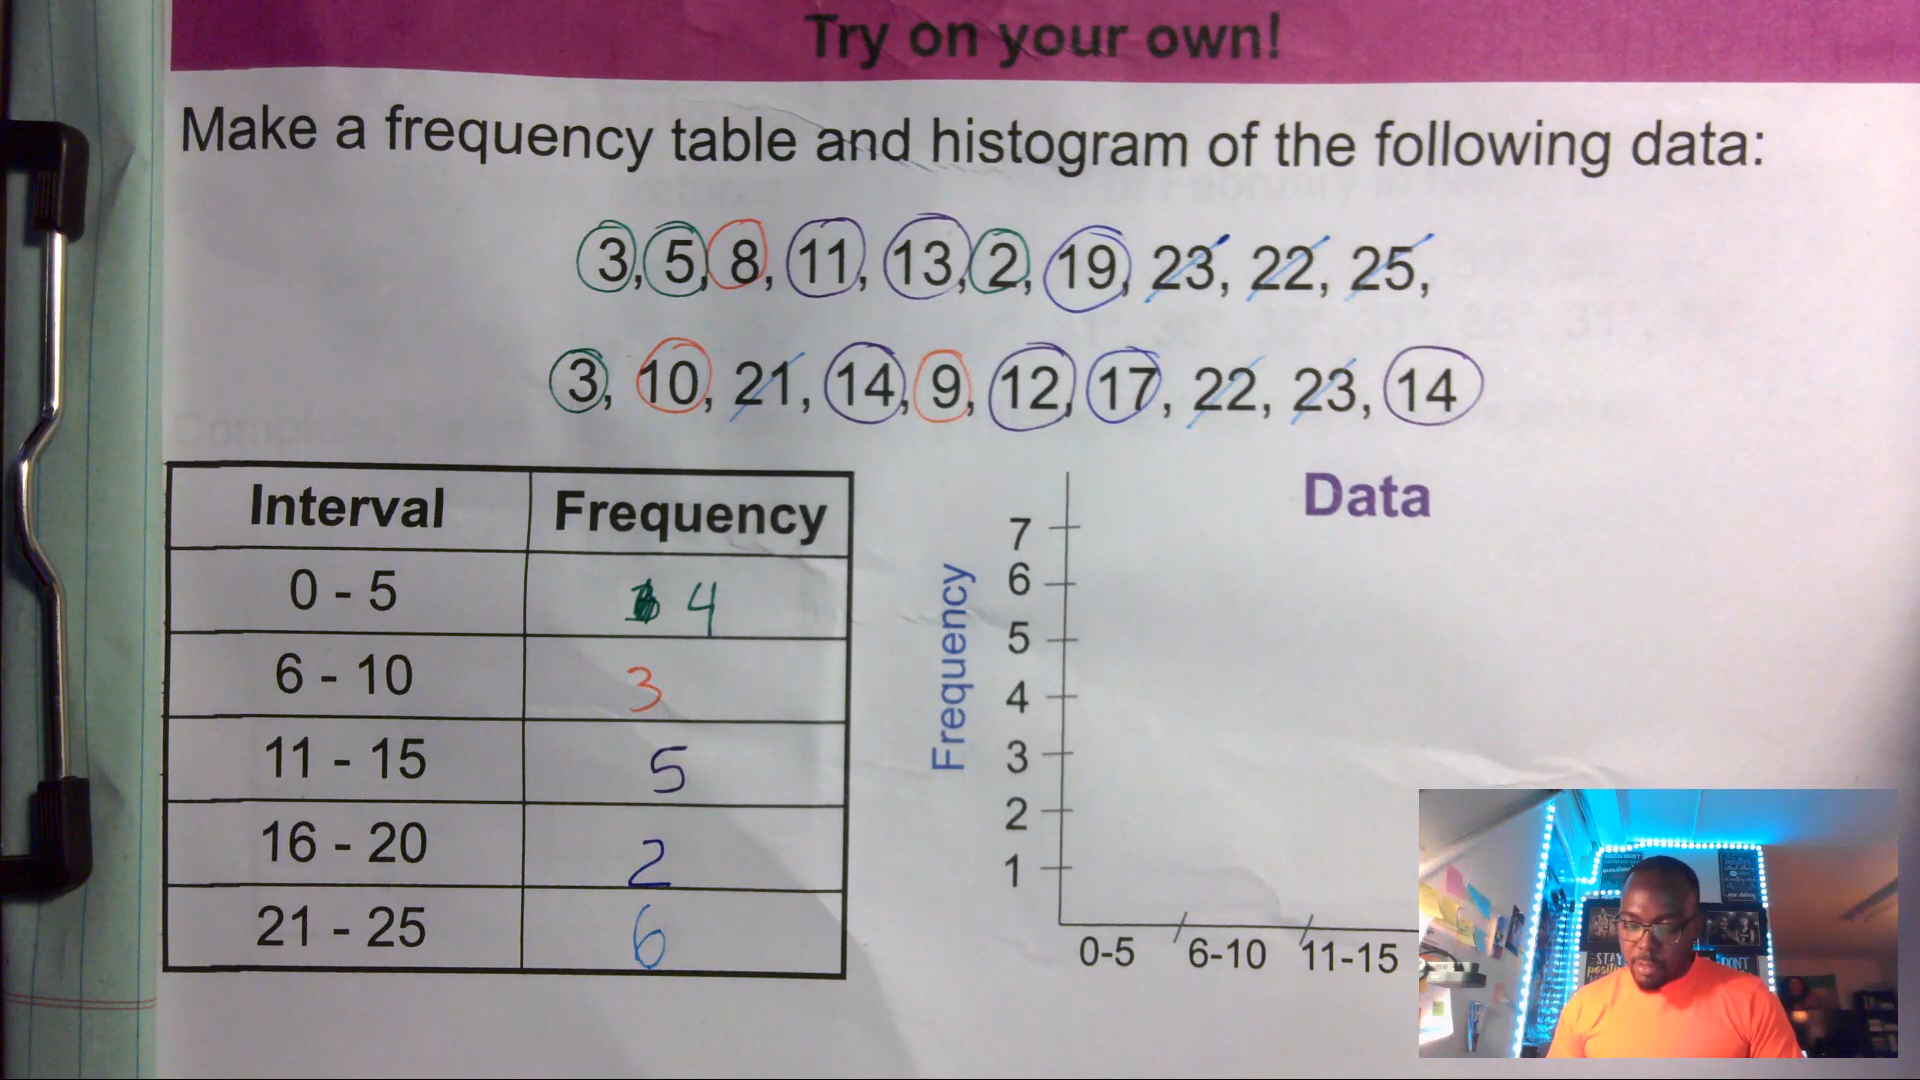 Try on your own!
Make a frequency table and histogram of the following data:
3, 5, 8, 11, 13, 2, 19, 23, 22, 25,
3, 10, 21, 14, 9, 12, 17, 22, 23, 14
Interval Frequency
0 - 5 4
6 - 10 3
11 - 15 5
16 - 20 2
21 - 25 6
Data
Frequency
7
6
5
4
3
2
1
0-5 6-10 11-15
STAY
DON'T